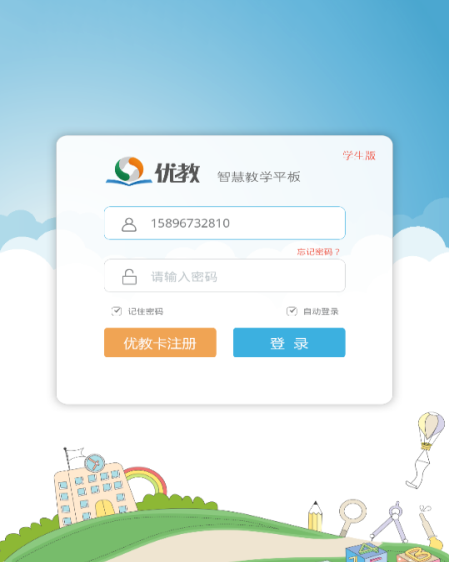 学生版
优教 智慧教学平板
15896732810
忘记密码？
请输入密码
记住密码 自动登录
优教卡注册 登 录